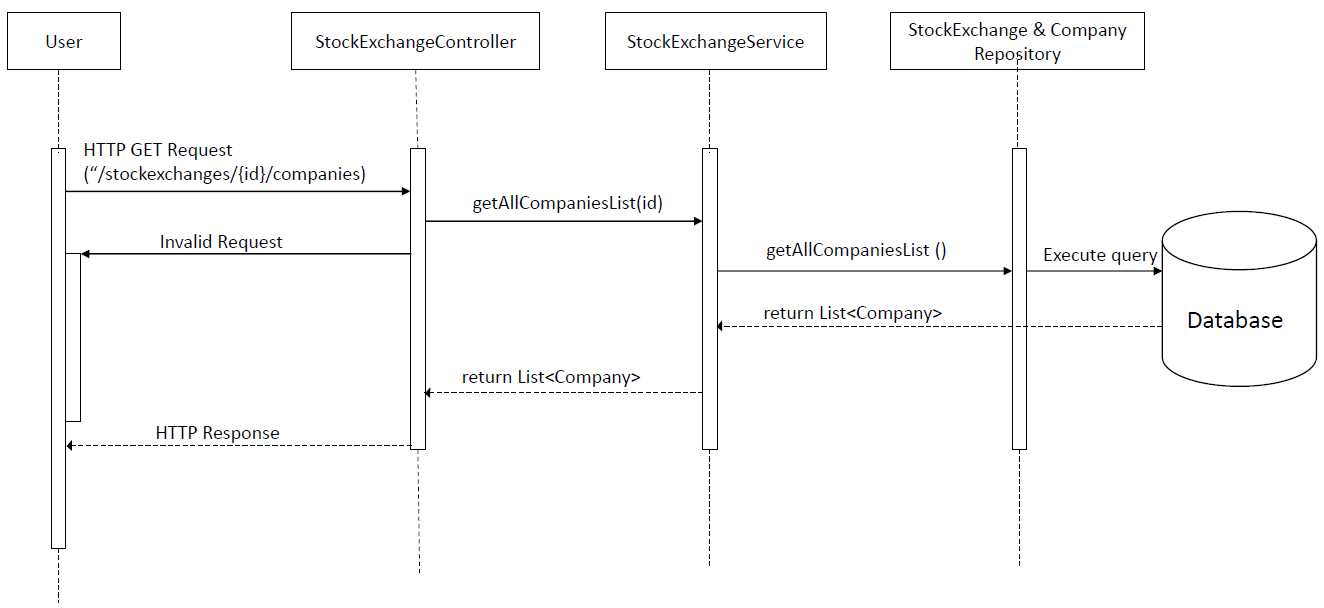 User
StockExchangeController
StockExchangeService
StockExchange & Company
Repository
HTTP GET Request
(“/stockexchanges/{id}/companies)
getAllCompaniesList(id)
Invalid Request
getAllCompaniesList ()
Execute query
return List<Company>
Database
return List<Company>
HTTP Response